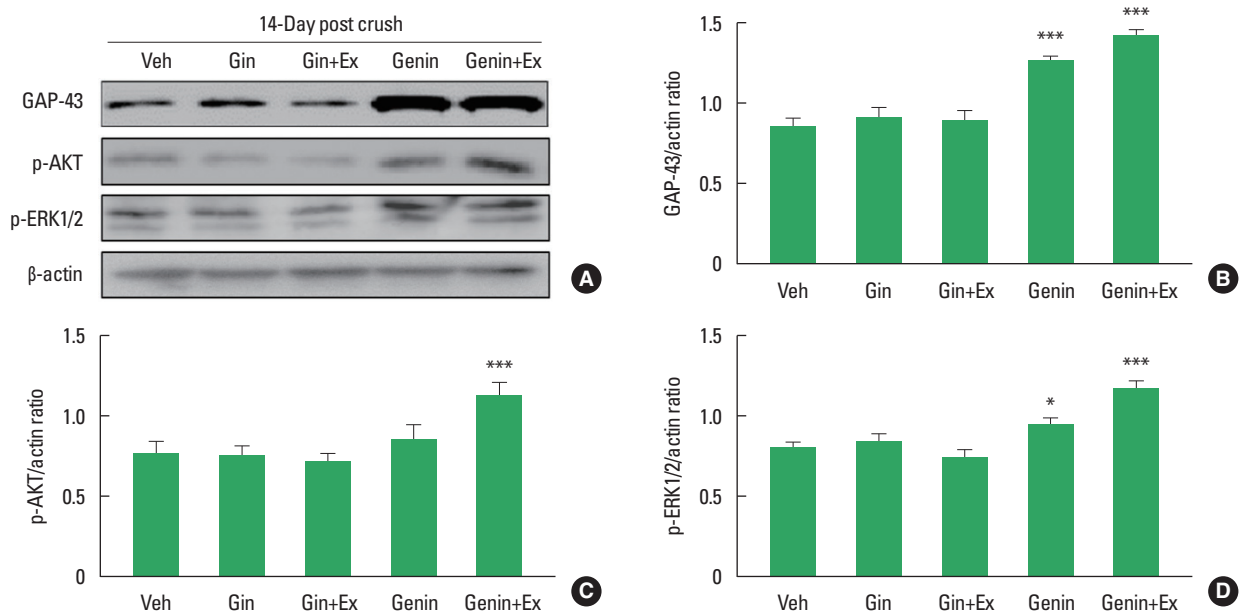 14-Day post crush
Veh Gin Gin+Ex Genin Genin+Ex
GAP-43
p-AKT
p-ERK1/2
β-actin
A
GAP-43/actin ratio
1.5
1.0
0.5
0
*** ***
Veh Gin Gin+Ex Genin Genin+Ex
B
p-AKT/actin ratio
1.5
1.0
0.5
0
***
Veh Gin Gin+Ex Genin Genin+Ex
C
p-ERK1/2/actin ratio
1.5
1.0
0.5
0
* ***
Veh Gin Gin+Ex Genin Genin+Ex
D